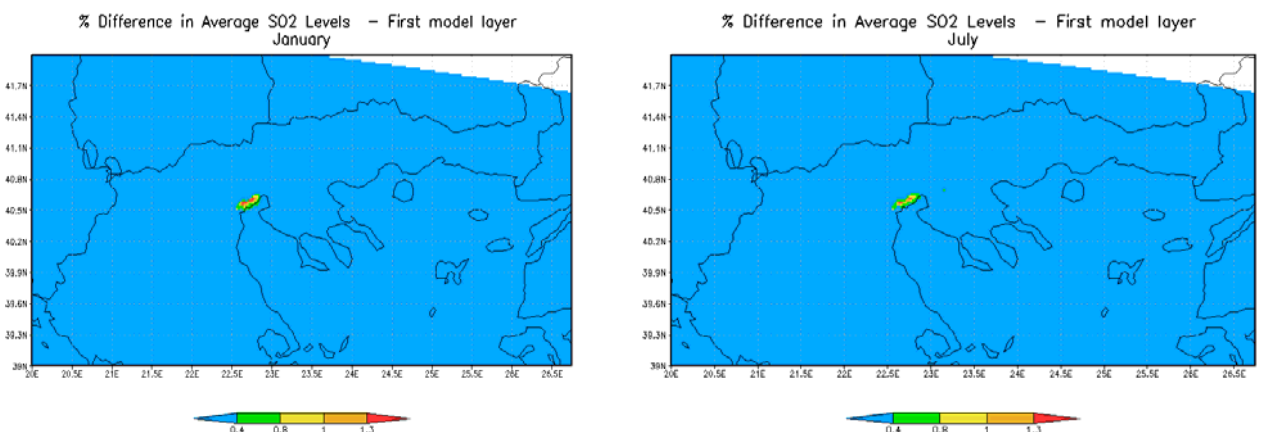 % Difference in Average SO2 Levels – First model layer
January
41.7N
41.4N
41.1N
40.8N
40.5N
40.2N
39.9N
39.6N
39.3N
39N
20E 20.5E 21E 21.5E 22E 22.5E 23E 23.5E 24E 24.5E 25E 25.5E 26E 26.5E
0.4 0.8 1 1.3
% Difference in Average SO2 Levels – First model layer
July
41.7N
41.4N
41.1N
40.8N
40.5N
40.2N
39.9N
39.6N
39.3N
39N
20E 20.5E 21E 21.5E 22E 22.5E 23E 23.5E 24E 24.5E 25E 25.5E 26E 26.5E
0.4 0.8 1 1.3